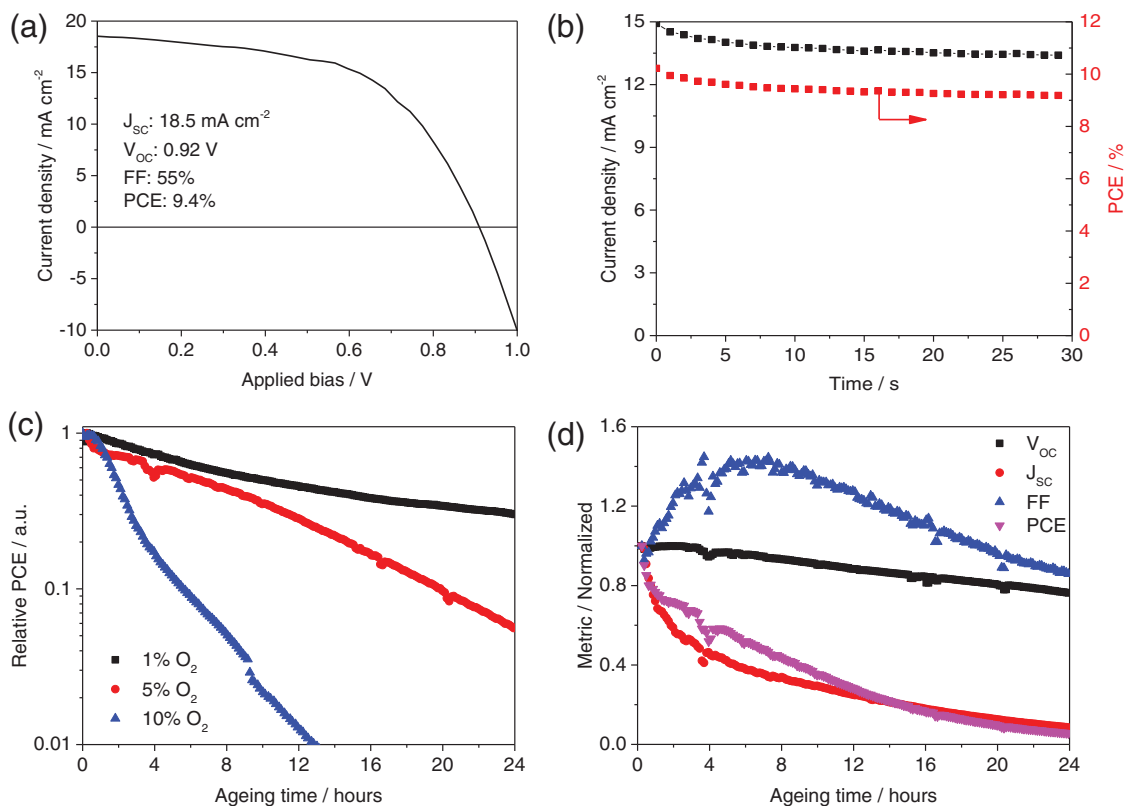 (a)
20
15
10
5
0
-5
-10
Current density / mA cm-2
JSC: 18.5 mA cm-2
VOC: 0.92 V
FF: 55%
PCE: 9.4%
0.0 0.2 0.4 0.6 0.8 1.0
Applied bias / V
(b)
15
12
9
6
3
0
Current density / mA cm-2
12
10
8
6
4
2
0
PCE / %
0 5 10 15 20 25 30
Time / s
(c)
1
0.1
0.01
Relative PCE / a.u.
1% O2
5% O2
10% O2
0 4 8 12 16 20 24
Ageing time / hours
(d)
1.6
1.2
0.8
0.4
0.0
Metric / Normalized
VOC
JSC
FF
PCE
0 4 8 12 16 20 24
Ageing time / hours